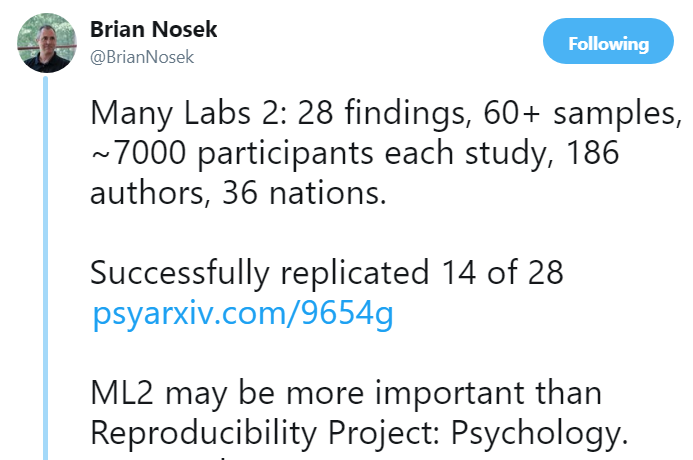 Brian Nosek
@BrianNosek
Following
Many Labs 2: 28 findings, 60+ samples,
~7000 participants each study, 186
authors, 36 nations.
Successfully replicated 14 of 28
psyarxiv.com/9654g
ML2 may be more important than
Reproducibility Project: Psychology.